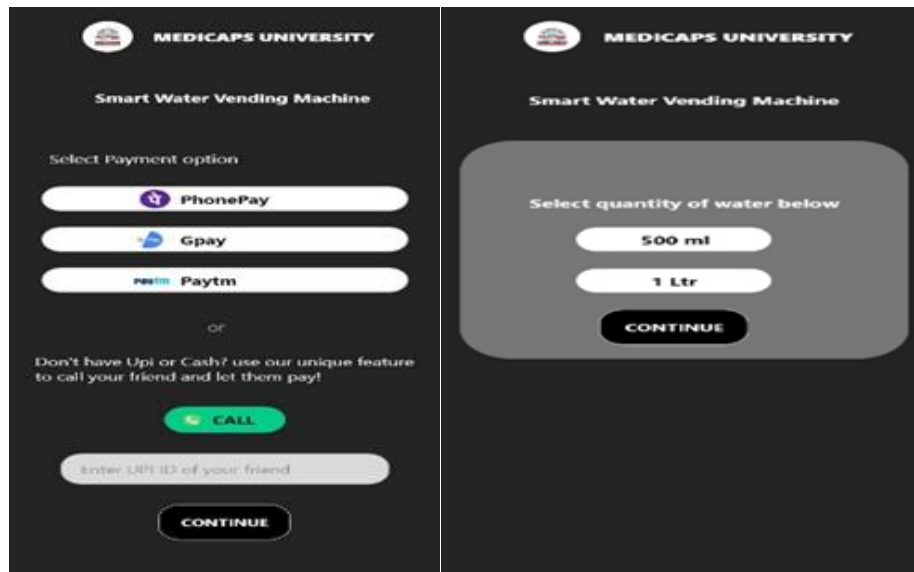 MEDICAPS UNIVERSITY
Smart Water Vending Machine
Select Payment option
PhonePay
Gpay
Paytm Paytm
or
Don't have Upi or Cash? use our unique feature
to call your friend and let them pay!
CALL
Enter UPI ID of your friend
CONTINUE
MEDICAPS UNIVERSITY
Smart Water Vending Machine
Select quantity of water below
500 ml
1 Ltr
CONTINUE